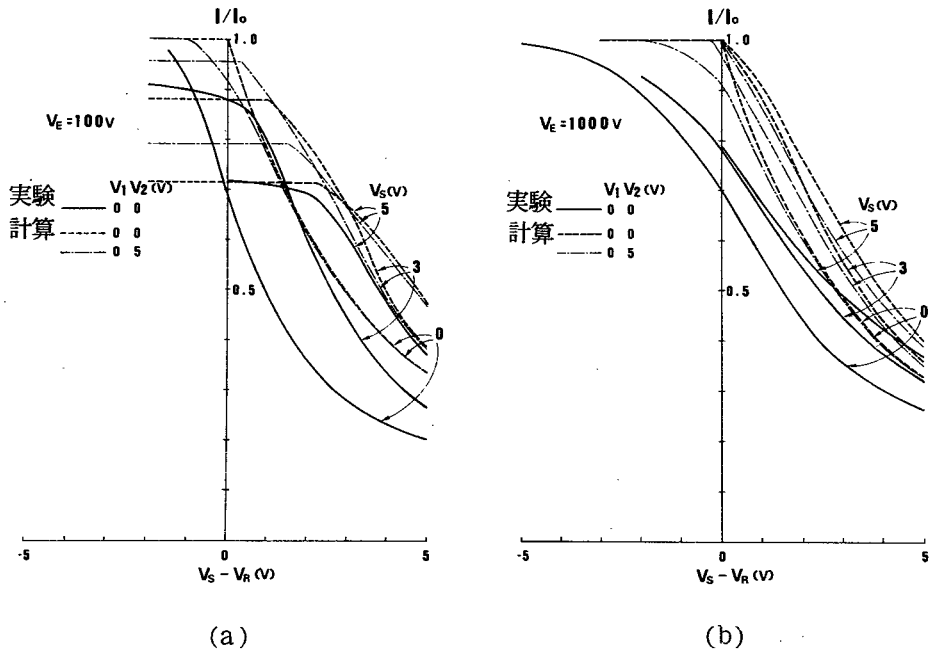 I/I₀
1.0
V_E = 100V
実験
計算
V₁ V₂ (V)
0 0
0 0
0 5
V_S (V)
5
3
0
0.5
-5
0
5
V_S − V_R (V)
(a)
I/I₀
1.0
V_E = 1000V
実験
計算
V₁ V₂ (V)
0 0
0 0
0 5
V_S (V)
5
3
0
0.5
-5
0
5
V_S − V_R (V)
(b)